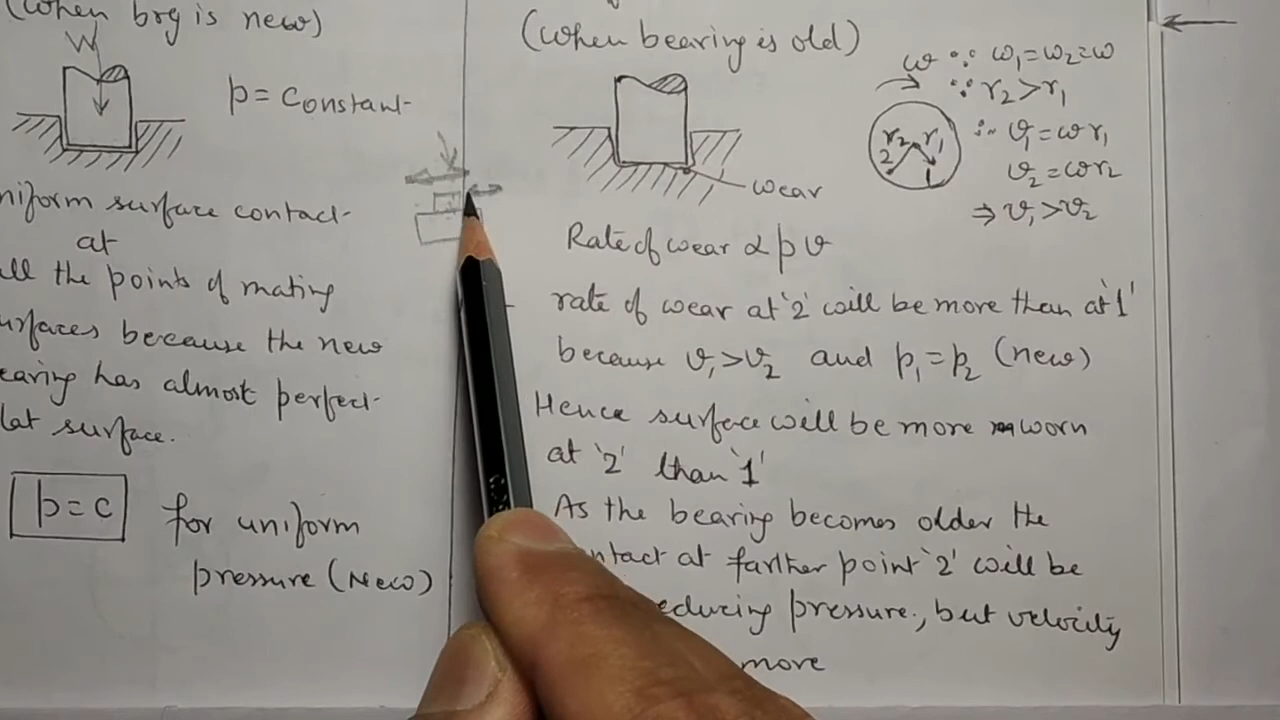 (When brg is new)
W
p = Constant
niform surface contact
at
ll the points of mating
urfaces because the new
earing has almost perfect
lat surface.
p = c for uniform
pressure (New)
(When bearing is old)
wear
ω ∵ ω₁=ω₂=ω
∵ r₂>r₁
∴ v₁=ωr₁
v₂=ωr₂
⇒ v₁>v₂
r₂ r₁
2 1
Rate of wear α p v
rate of wear at '2' will be more than at '1'
because v₁>v₂ and p₁=p₂ (new)
Hence surface will be more worn
at '2' than '1'
As the bearing becomes older the
ntact at farther point '2' will be
educing pressure, but velocity
more